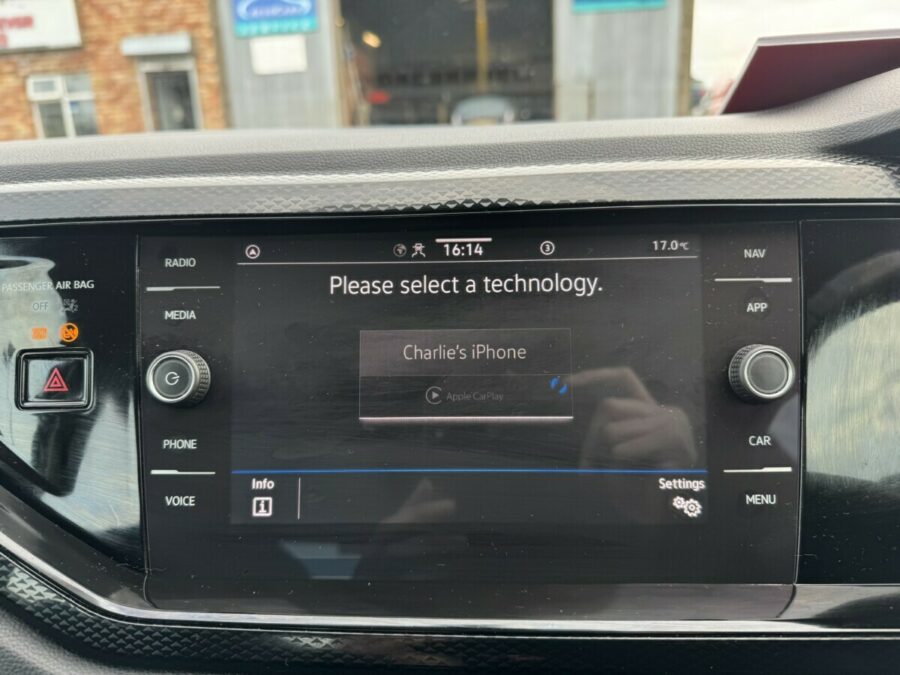 PASSENGER AIR BAG
OFF
RADIO
MEDIA
PHONE
VOICE
16:14
3
17.0°C
Please select a technology.
Charlie's iPhone
Apple CarPlay
Info
i
Settings
NAV
APP
CAR
MENU